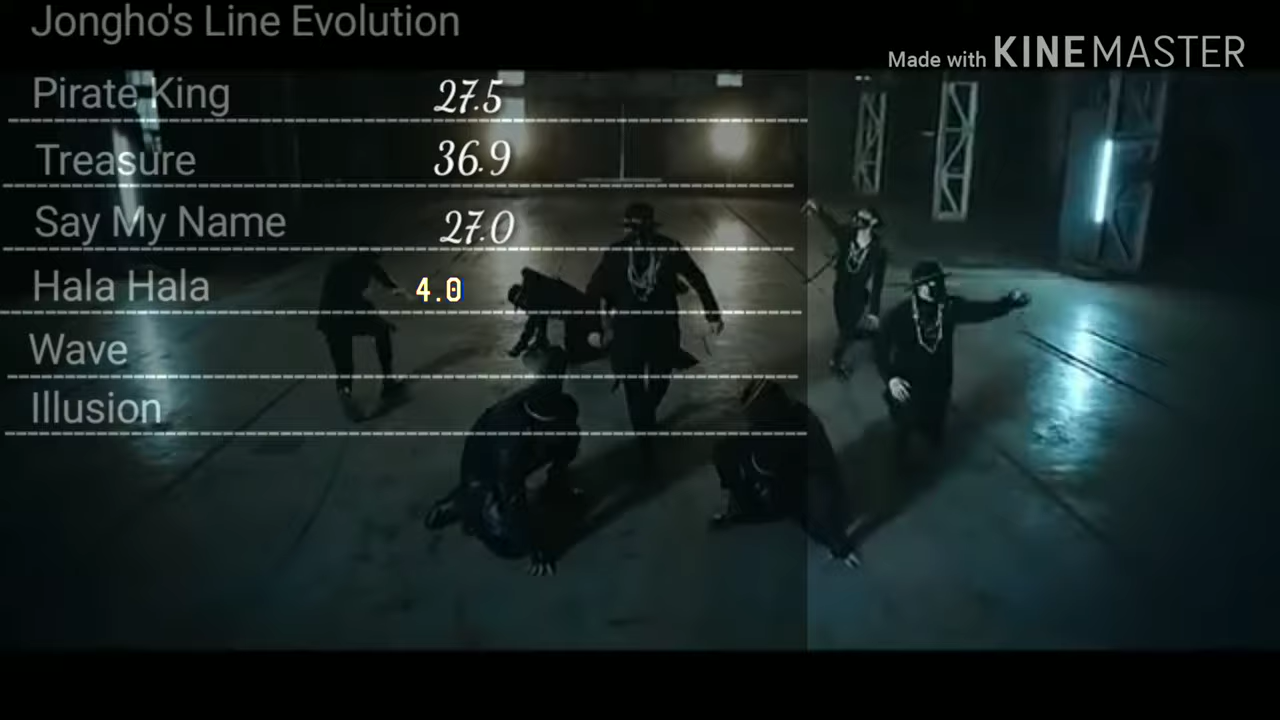 Jongho's Line Evolution
Made with KINEMASTER
Pirate King 27.5
Treasure 36.9
Say My Name 27.0
Hala Hala 4.0
Wave
Illusion